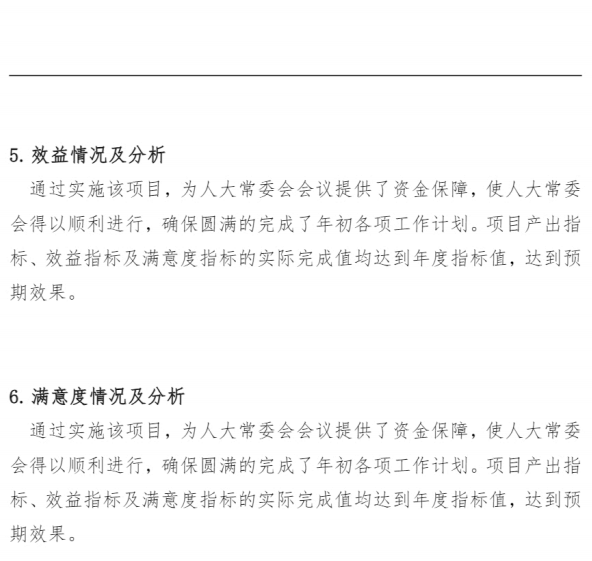 5. 效益情况及分析
通过实施该项目，为人大常委会会议提供了资金保障，使人大常委
会得以顺利进行，确保圆满的完成了年初各项工作计划。项目产出指
标、效益指标及满意度指标的实际完成值均达到年度指标值，达到预
期效果。
6. 满意度情况及分析
通过实施该项目，为人大常委会会议提供了资金保障，使人大常委
会得以顺利进行，确保圆满的完成了年初各项工作计划。项目产出指
标、效益指标及满意度指标的实际完成值均达到年度指标值，达到预
期效果。